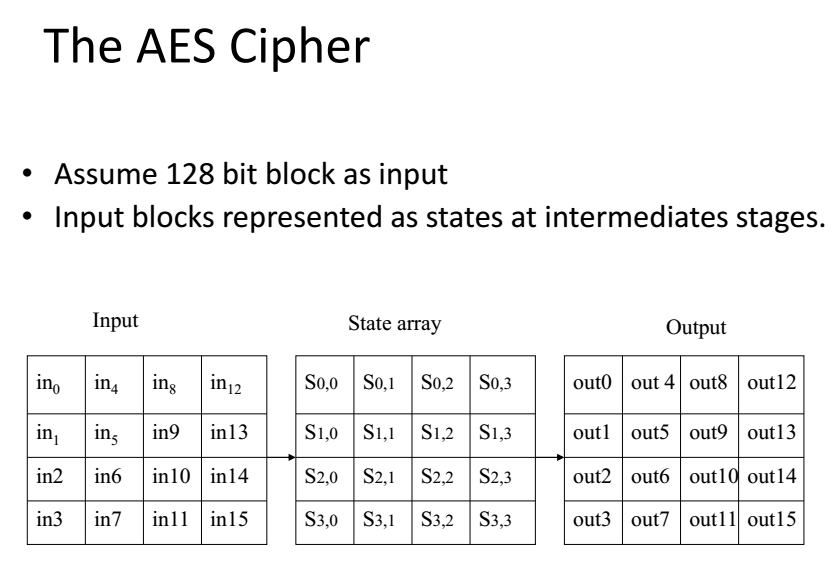 The AES Cipher
• Assume 128 bit block as input
• Input blocks represented as states at intermediates stages.
Input State array Output
in₀ in₄ in₈ in₁₂ S0,0 S0,1 S0,2 S0,3 out0 out 4 out8 out12
in₁ in₅ in9 in13 S1,0 S1,1 S1,2 S1,3 out1 out5 out9 out13
in2 in6 in10 in14 S2,0 S2,1 S2,2 S2,3 out2 out6 out10 out14
in3 in7 in11 in15 S3,0 S3,1 S3,2 S3,3 out3 out7 out11 out15